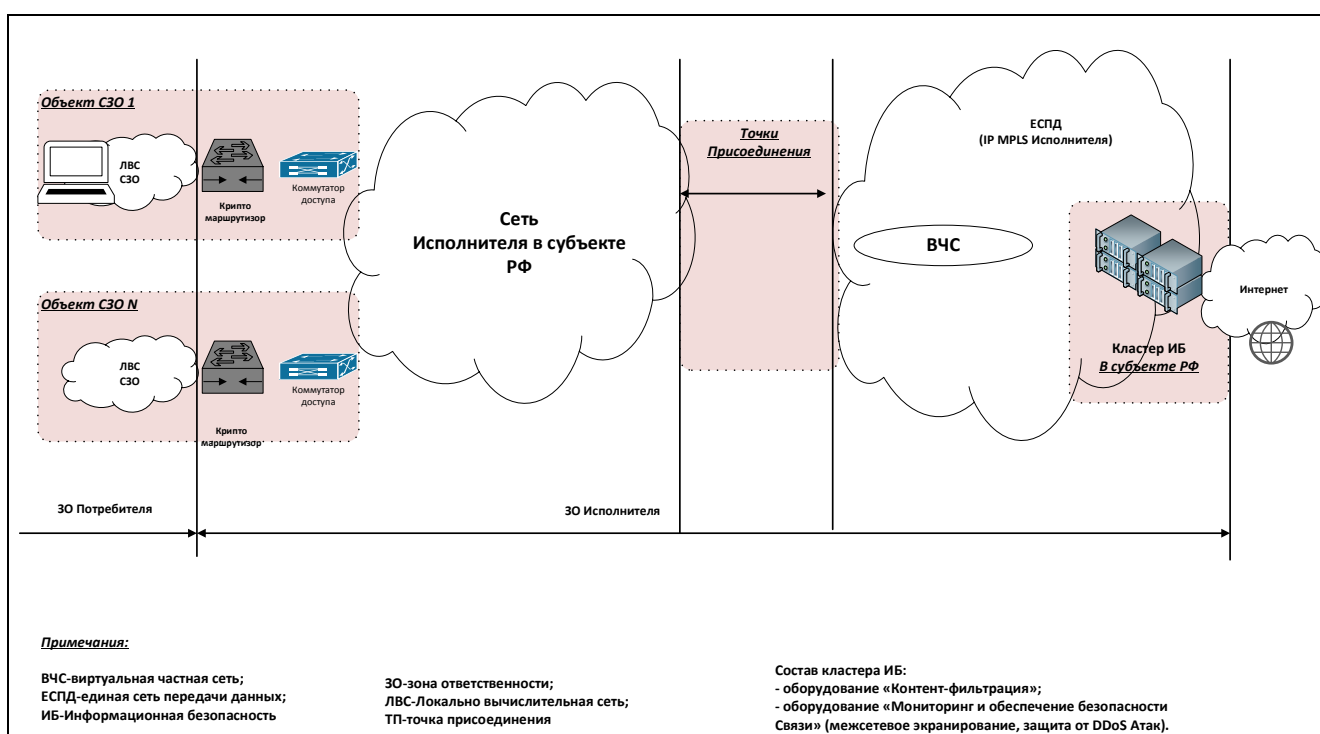 Объект СЗО 1
ЛВС
СЗО
Крипто
маршрутизор
Коммутатор
доступа
Объект СЗО N
ЛВС
СЗО
Крипто
маршрутизор
Коммутатор
доступа
Сеть
Исполнителя в субъекте
РФ
Точки
Присоединения
ЕСПД
(IP MPLS Исполнителя)
ВЧС
Кластер ИБ
В субъекте РФ
Интернет
ЗО Потребителя
ЗО Исполнителя
Примечания:
ВЧС-виртуальная частная сеть;
ЕСПД-единая сеть передачи данных;
ИБ-Информационная безопасность
ЗО-зона ответственности;
ЛВС-Локально вычислительная сеть;
ТП-точка присоединения
Состав кластера ИБ:
- оборудование «Контент-фильтрация»;
- оборудование «Мониторинг и обеспечение безопасности
Связи» (межсетевое экранирование, защита от DDoS Атак).